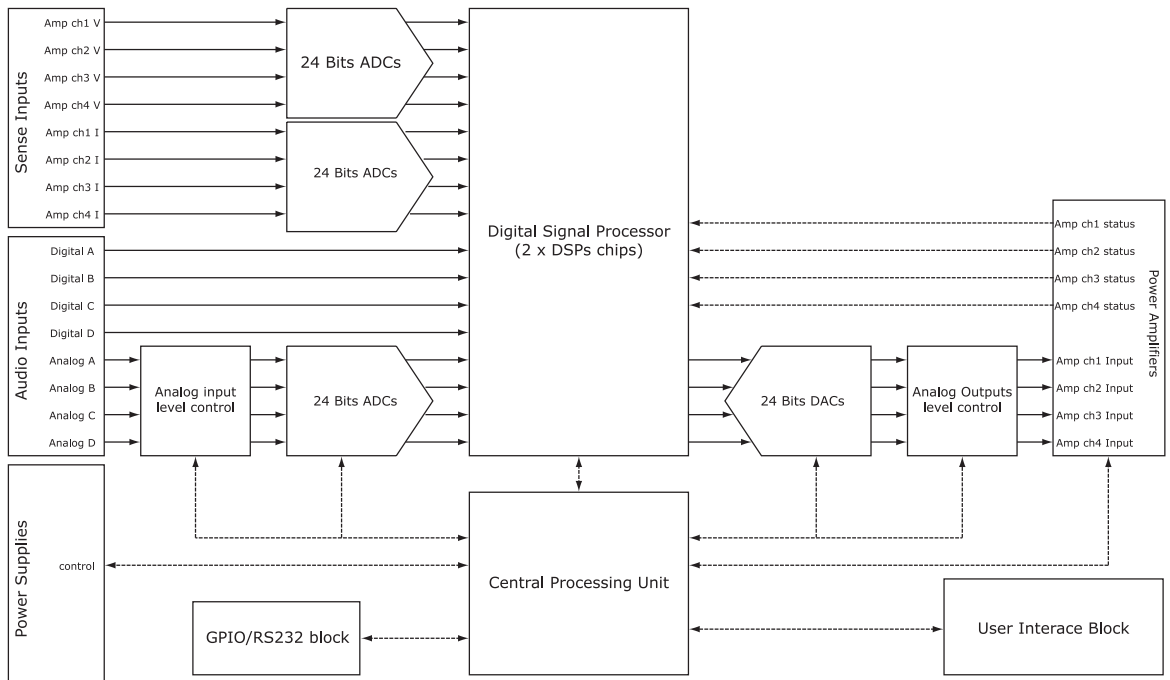 Sense Inputs
Amp ch1 V
Amp ch2 V
Amp ch3 V
Amp ch4 V
Amp ch1 I
Amp ch2 I
Amp ch3 I
Amp ch4 I
24 Bits ADCs
24 Bits ADCs
Audio Inputs
Digital A
Digital B
Digital C
Digital D
Analog A
Analog B
Analog C
Analog D
Analog input
level control
24 Bits ADCs
Digital Signal Processor
(2 x DSPs chips)
24 Bits DACs
Analog Outputs
level control
Amp ch1 status
Amp ch2 status
Amp ch3 status
Amp ch4 status
Amp ch1 Input
Amp ch2 Input
Amp ch3 Input
Amp ch4 Input
Power Amplifiers
Power Supplies
control
Central Processing Unit
GPIO/RS232 block
User Interace Block